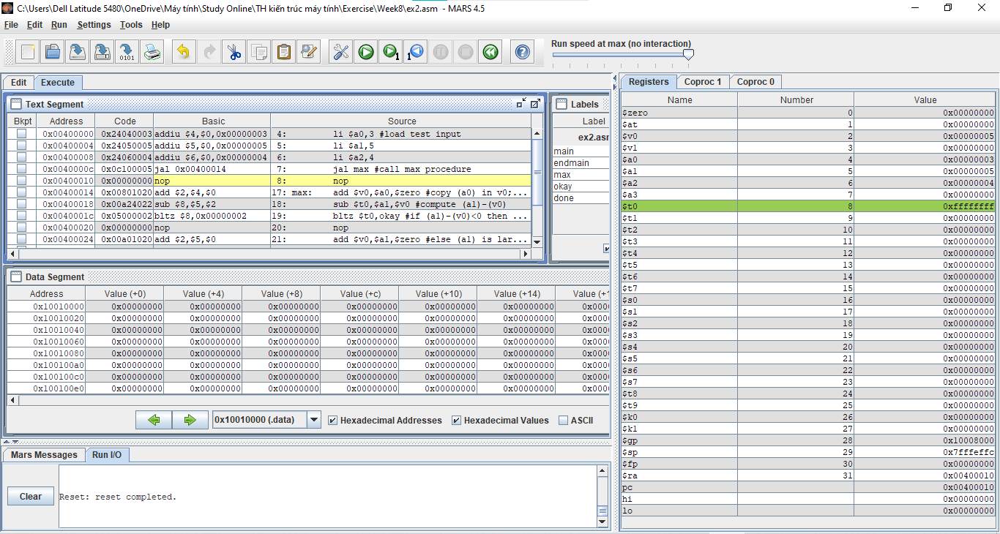 C:\Users\Dell Latitude 5480\OneDrive\Máy tính\Study Online\TH kiến trúc máy tính\Exercise\Week8\ex2.asm - MARS 4.5
File Edit Run Settings Tools Help
Run speed at max (no interaction)
Edit Execute
Text Segment
Bkpt Address Code Basic Source
0x00400000 0x24040003 addiu $4,$0,0x00000003 4: li $a0,3 #load test input
0x00400004 0x24050005 addiu $5,$0,0x00000005 5: li $a1,5
0x00400008 0x24060004 addiu $6,$0,0x00000004 6: li $a2,4
0x0040000c 0x0c100005 jal 0x00400014 7: jal max #call max procedure
0x00400010 0x00000000 nop 8: nop
0x00400014 0x00801020 add $2,$4,$0 17: max: add $v0,$a0,$zero #copy (a0) in v0;...
0x00400018 0x00a24022 sub $8,$5,$2 18: sub $t0,$a1,$v0 #compute (a1)-(v0)
0x0040001c 0x05000002 bltz $8,0x00000002 19: bltz $t0,okay #if (a1)-(v0)<0 then ...
0x00400020 0x00000000 nop 20: nop
0x00400024 0x00a01020 add $2,$5,$0 21: add $v0,$a1,$zero #else (a1) is lar...
Labels
Label
ex2.asm
main
endmain
max
okay
done
Data Segment
Address Value (+0) Value (+4) Value (+8) Value (+c) Value (+10) Value (+14) Value (+1
0x10010000 0x00000000 0x00000000 0x00000000 0x00000000 0x00000000 0x00000000 0x000
0x10010020 0x00000000 0x00000000 0x00000000 0x00000000 0x00000000 0x00000000 0x000
0x10010040 0x00000000 0x00000000 0x00000000 0x00000000 0x00000000 0x00000000 0x000
0x10010060 0x00000000 0x00000000 0x00000000 0x00000000 0x00000000 0x00000000 0x000
0x10010080 0x00000000 0x00000000 0x00000000 0x00000000 0x00000000 0x00000000 0x000
0x100100a0 0x00000000 0x00000000 0x00000000 0x00000000 0x00000000 0x00000000 0x000
0x100100c0 0x00000000 0x00000000 0x00000000 0x00000000 0x00000000 0x00000000 0x000
0x100100e0 0x00000000 0x00000000 0x00000000 0x00000000 0x00000000 0x00000000 0x000
0x10010000 (.data) Hexadecimal Addresses Hexadecimal Values ASCII
Mars Messages Run I/O
Clear
Reset: reset completed.
Registers Coproc 1 Coproc 0
Name Number Value
$zero 0 0x00000000
$at 1 0x00000000
$v0 2 0x00000005
$v1 3 0x00000000
$a0 4 0x00000003
$a1 5 0x00000005
$a2 6 0x00000004
$a3 7 0x00000000
$t0 8 0xffffffff
$t1 9 0x00000000
$t2 10 0x00000000
$t3 11 0x00000000
$t4 12 0x00000000
$t5 13 0x00000000
$t6 14 0x00000000
$t7 15 0x00000000
$s0 16 0x00000000
$s1 17 0x00000000
$s2 18 0x00000000
$s3 19 0x00000000
$s4 20 0x00000000
$s5 21 0x00000000
$s6 22 0x00000000
$s7 23 0x00000000
$t8 24 0x00000000
$t9 25 0x00000000
$k0 26 0x00000000
$k1 27 0x00000000
$gp 28 0x10008000
$sp 29 0x7fffeffc
$fp 30 0x00000000
$ra 31 0x00400010
pc 0x00400010
hi 0x00000000
lo 0x00000000